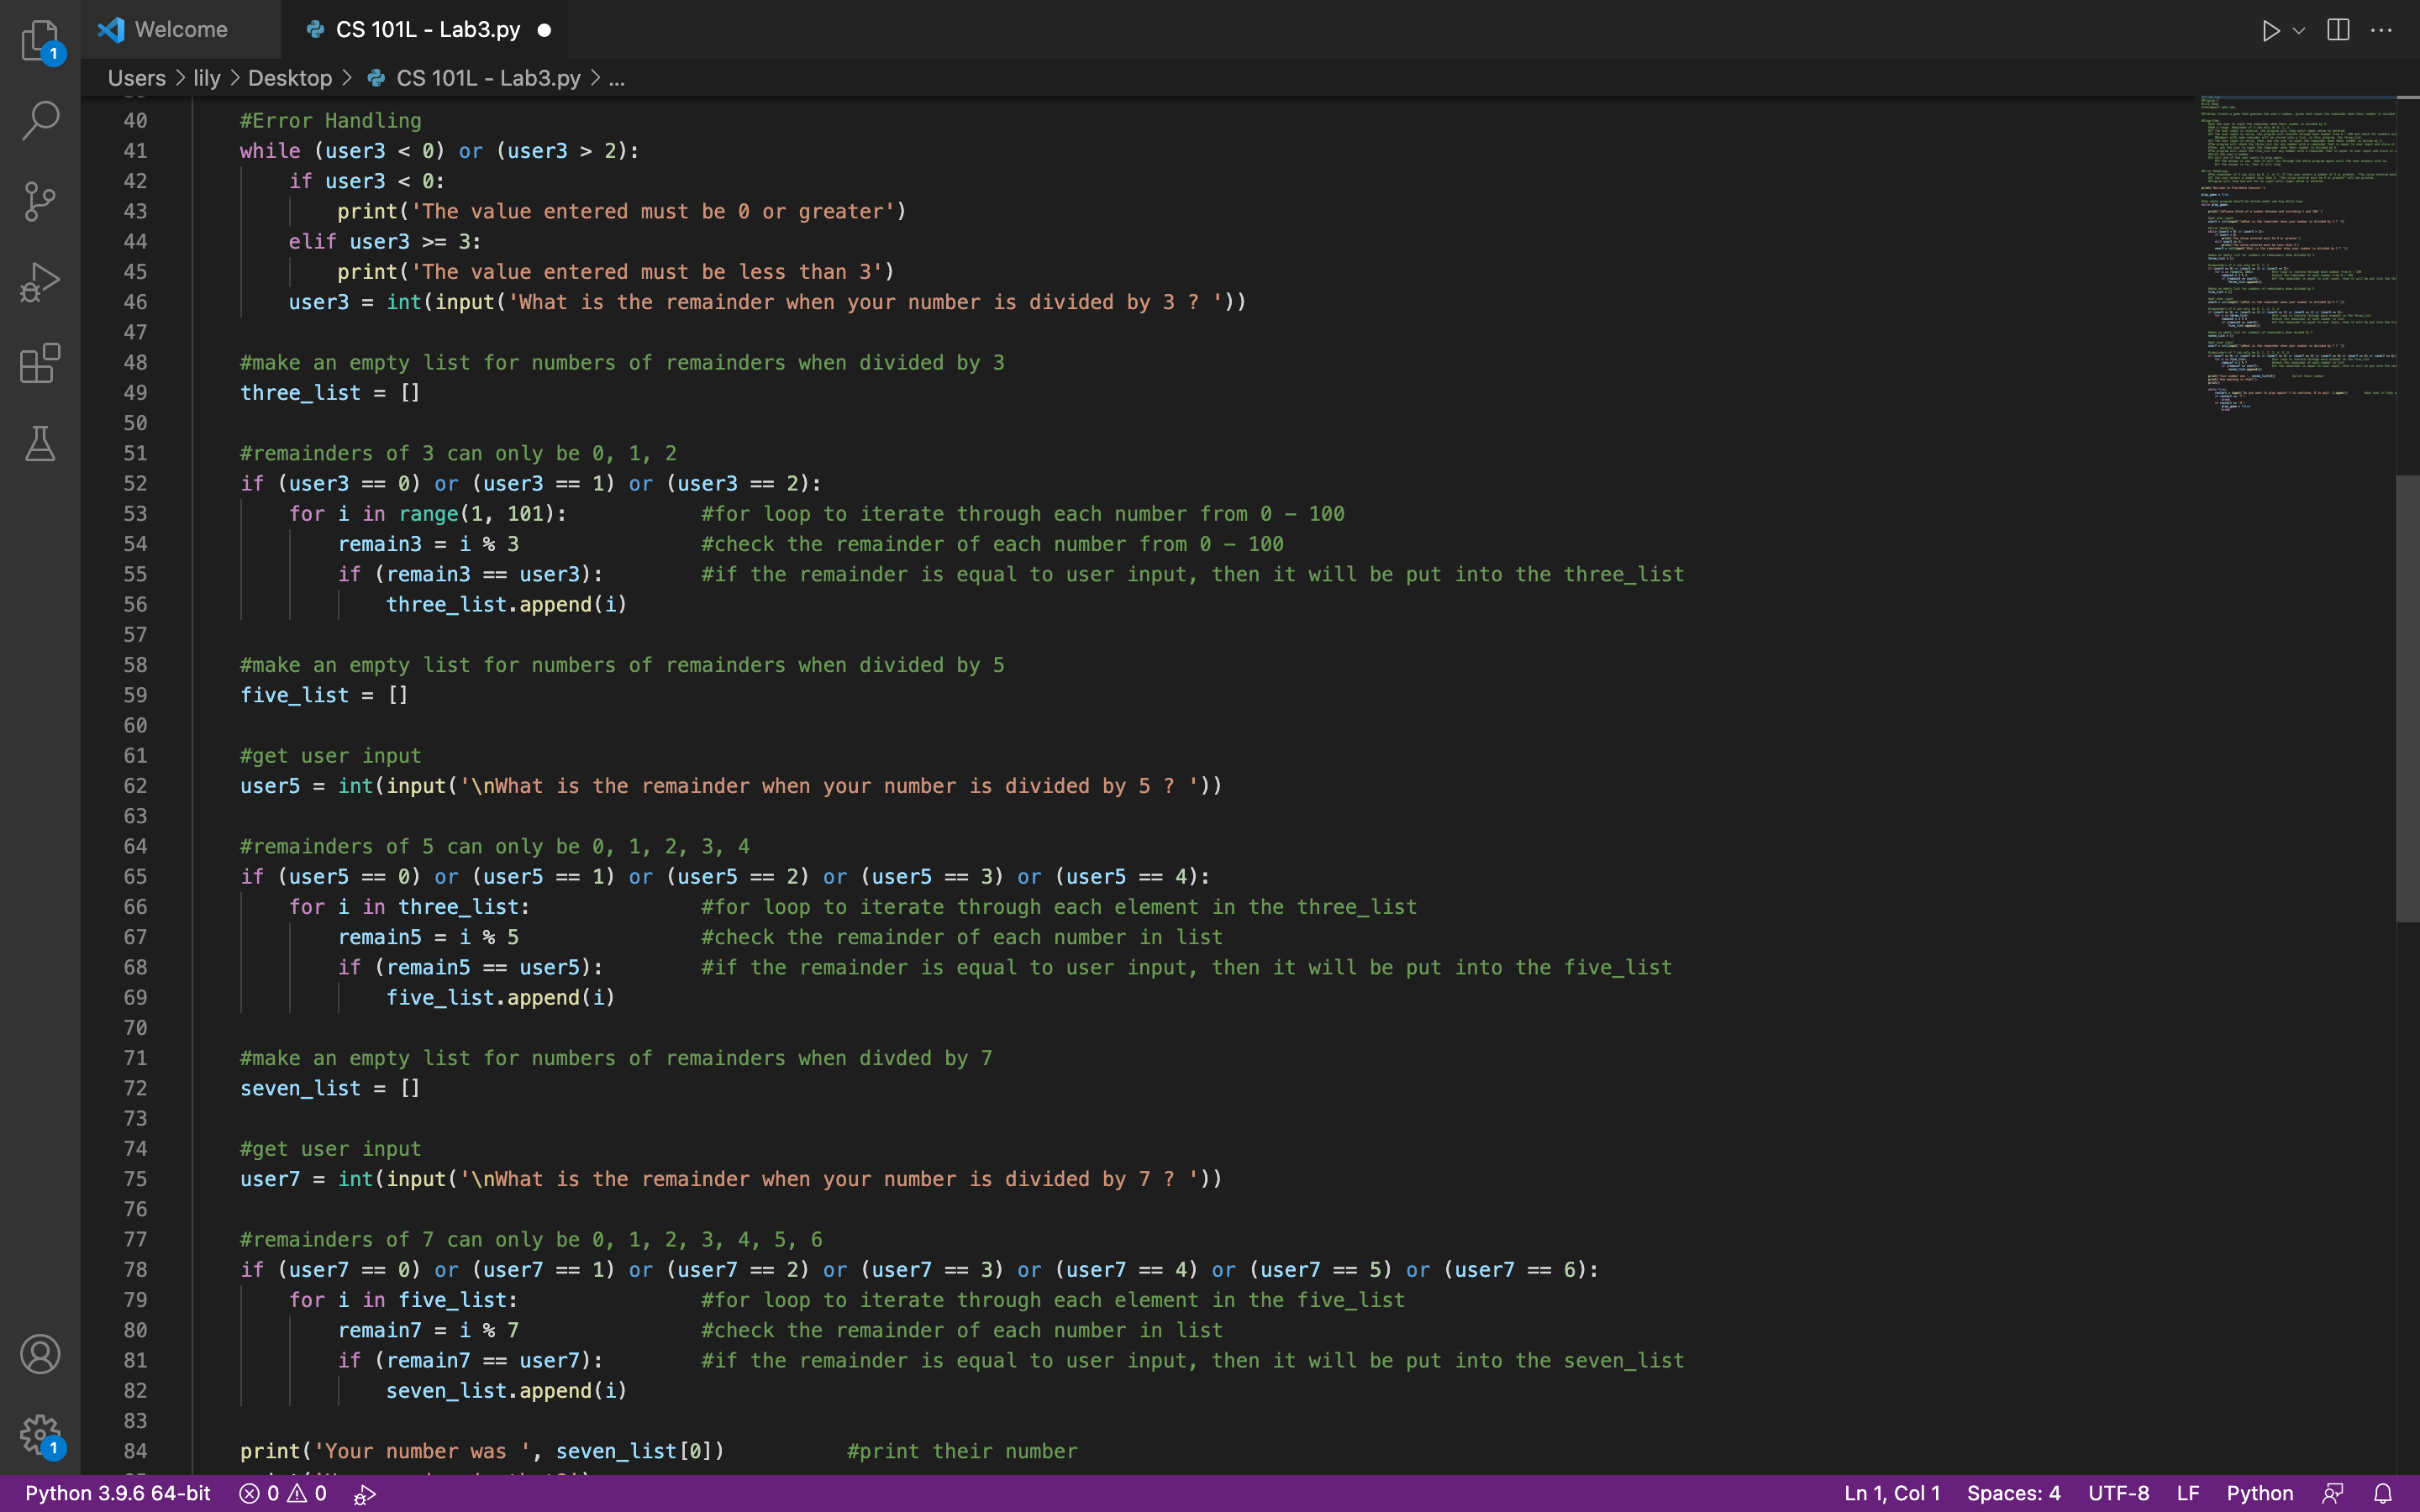 Welcome
CS 101L - Lab3.py
Users > lily > Desktop > CS 101L - Lab3.py > ...
40 #Error Handling
41 while (user3 < 0) or (user3 > 2):
42 if user3 < 0:
43 print('The value entered must be 0 or greater')
44 elif user3 >= 3:
45 print('The value entered must be less than 3')
46 user3 = int(input('What is the remainder when your number is divided by 3 ? '))
47
48 #make an empty list for numbers of remainders when divided by 3
49 three_list = []
50
51 #remainders of 3 can only be 0, 1, 2
52 if (user3 == 0) or (user3 == 1) or (user3 == 2):
53 for i in range(1, 101): #for loop to iterate through each number from 0 – 100
54 remain3 = i % 3 #check the remainder of each number from 0 – 100
55 if (remain3 == user3): #if the remainder is equal to user input, then it will be put into the three_list
56 three_list.append(i)
57
58 #make an empty list for numbers of remainders when divided by 5
59 five_list = []
60
61 #get user input
62 user5 = int(input('\nWhat is the remainder when your number is divided by 5 ? '))
63
64 #remainders of 5 can only be 0, 1, 2, 3, 4
65 if (user5 == 0) or (user5 == 1) or (user5 == 2) or (user5 == 3) or (user5 == 4):
66 for i in three_list: #for loop to iterate through each element in the three_list
67 remain5 = i % 5 #check the remainder of each number in list
68 if (remain5 == user5): #if the remainder is equal to user input, then it will be put into the five_list
69 five_list.append(i)
70
71 #make an empty list for numbers of remainders when divded by 7
72 seven_list = []
73
74 #get user input
75 user7 = int(input('\nWhat is the remainder when your number is divided by 7 ? '))
76
77 #remainders of 7 can only be 0, 1, 2, 3, 4, 5, 6
78 if (user7 == 0) or (user7 == 1) or (user7 == 2) or (user7 == 3) or (user7 == 4) or (user7 == 5) or (user7 == 6):
79 for i in five_list: #for loop to iterate through each element in the five_list
80 remain7 = i % 7 #check the remainder of each number in list
81 if (remain7 == user7): #if the remainder is equal to user input, then it will be put into the seven_list
82 seven_list.append(i)
83
84 print('Your number was ', seven_list[0]) #print their number
1
1
Python 3.9.6 64-bit 0 0 Ln 1, Col 1 Spaces: 4 UTF-8 LF Python